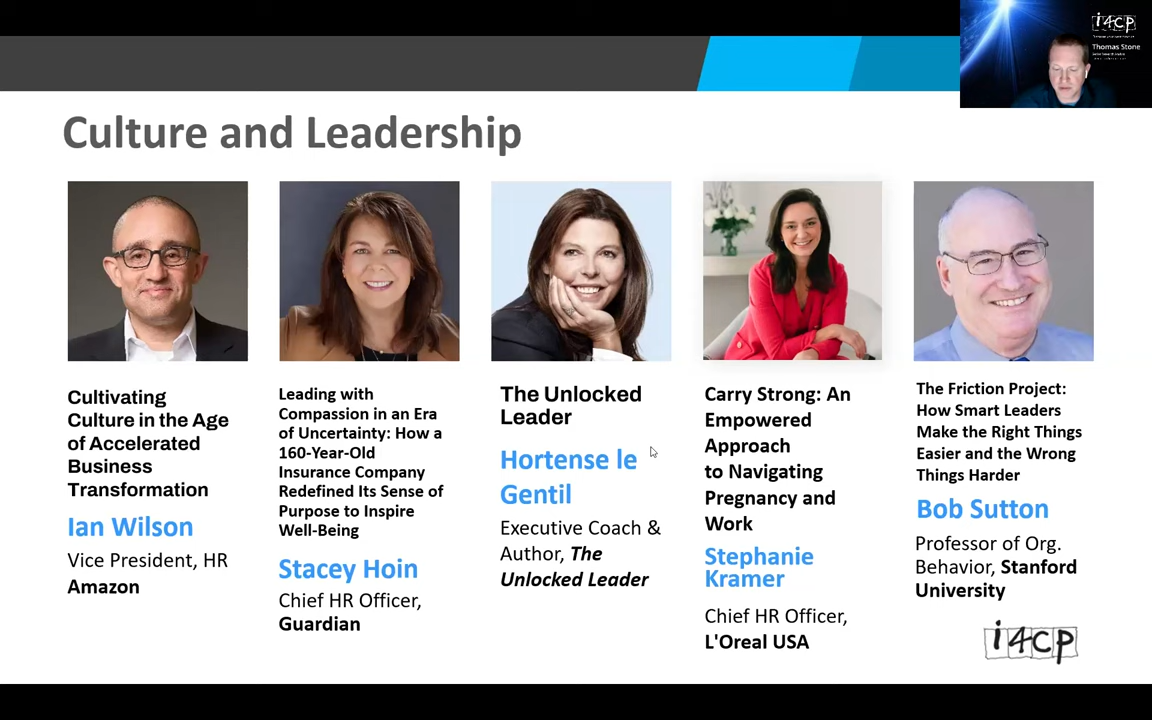 i4cp
Thomas Stone
Culture and Leadership
Cultivating
Culture in the Age
of Accelerated
Business
Transformation
Ian Wilson
Vice President, HR
Amazon
Leading with
Compassion in an Era
of Uncertainty: How a
160-Year-Old
Insurance Company
Redefined Its Sense of
Purpose to Inspire
Well-Being
Stacey Hoin
Chief HR Officer,
Guardian
The Unlocked
Leader
Hortense le
Gentil
Executive Coach &
Author, The
Unlocked Leader
Carry Strong: An
Empowered
Approach
to Navigating
Pregnancy and
Work
Stephanie
Kramer
Chief HR Officer,
L'Oreal USA
The Friction Project:
How Smart Leaders
Make the Right Things
Easier and the Wrong
Things Harder
Bob Sutton
Professor of Org.
Behavior, Stanford
University
i4cp